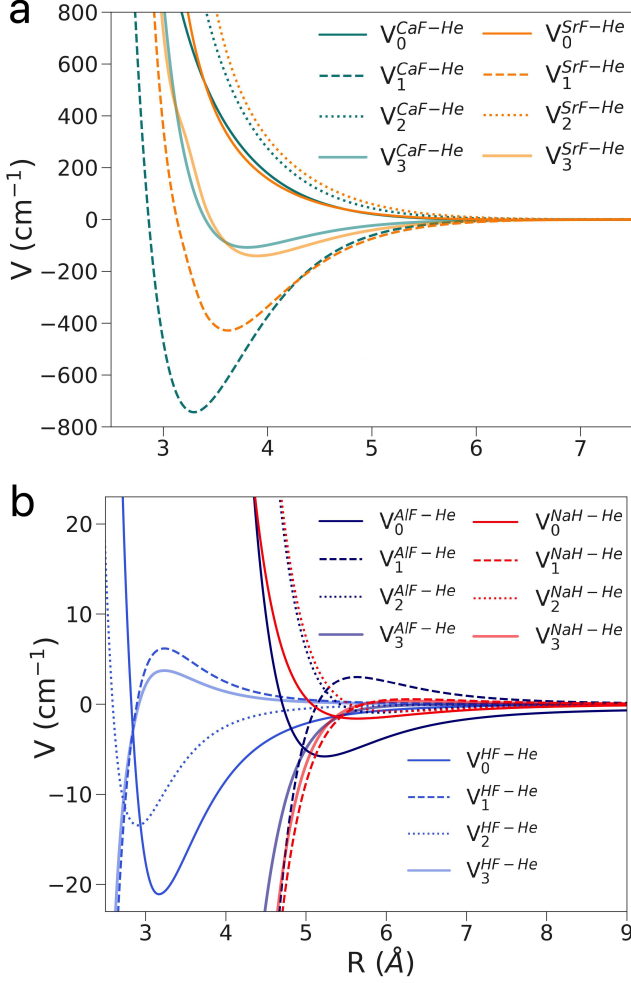 a
800
600
400
200
0
−200
−400
−600
−800
V (cm⁻¹)
V₀^{CaF−He} V₀^{SrF−He}
V₁^{CaF−He} V₁^{SrF−He}
V₂^{CaF−He} V₂^{SrF−He}
V₃^{CaF−He} V₃^{SrF−He}
3 4 5 6 7
b
20
10
0
−10
−20
V (cm⁻¹)
V₀^{AlF−He} V₀^{NaH−He}
V₁^{AlF−He} V₁^{NaH−He}
V₂^{AlF−He} V₂^{NaH−He}
V₃^{AlF−He} V₃^{NaH−He}
V₀^{HF−He}
V₁^{HF−He}
V₂^{HF−He}
V₃^{HF−He}
3 4 5 6 7 8 9
R (Å)